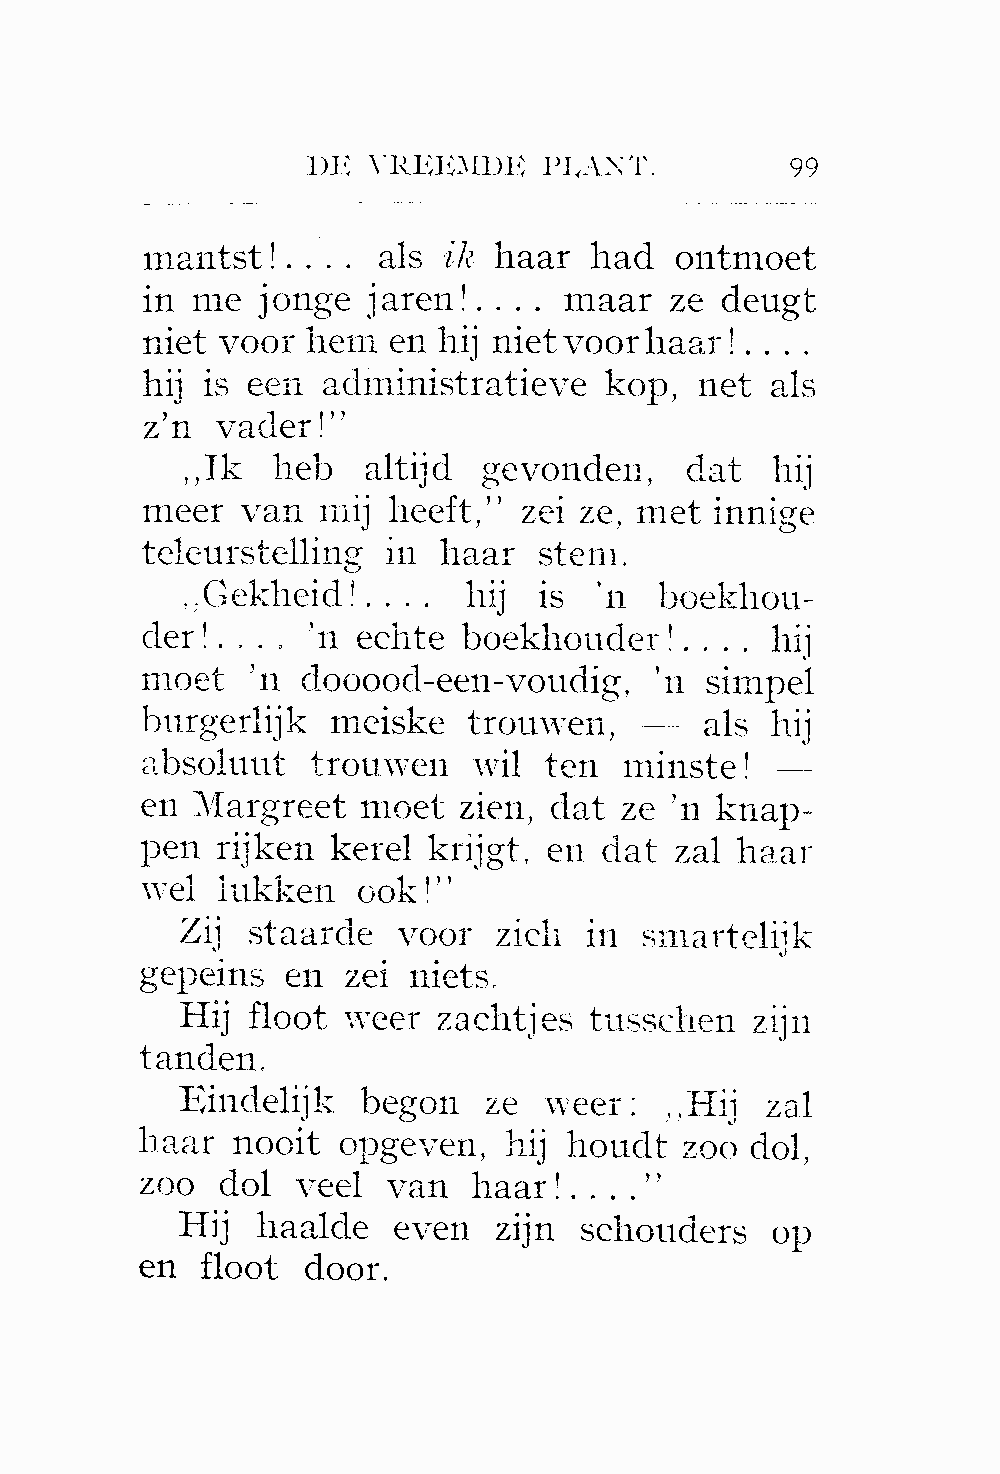 DE VREEMDE PLANT. 99
mantst!.... als ik haar had ontmoet
in me jonge jaren!.... maar ze deugt
niet voor hem en hij niet voor haar!....
hij is een administratieve kop, net als
z'n vader!"
„Ik heb altijd gevonden, dat hij
meer van mij heeft," zei ze, met innige
teleurstelling in haar stem.
„Gekheid!.... hij is 'n boekhou-
der!.... 'n echte boekhouder!.... hij
moet 'n dooood-een-voudig, 'n simpel
burgerlijk meiske trouwen, — als hij
absoluut trouwen wil ten minste! —
en Margreet moet zien, dat ze 'n knap-
pen rijken kerel krijgt, en dat zal haar
wel lukken ook!"
Zij staarde voor zich in smartelijk
gepeins en zei niets.
Hij floot weer zachtjes tusschen zijn
tanden.
Eindelijk begon ze weer: „Hij zal
haar nooit opgeven, hij houdt zoo dol,
zoo dol veel van haar!...."
Hij haalde even zijn schouders op
en floot door.